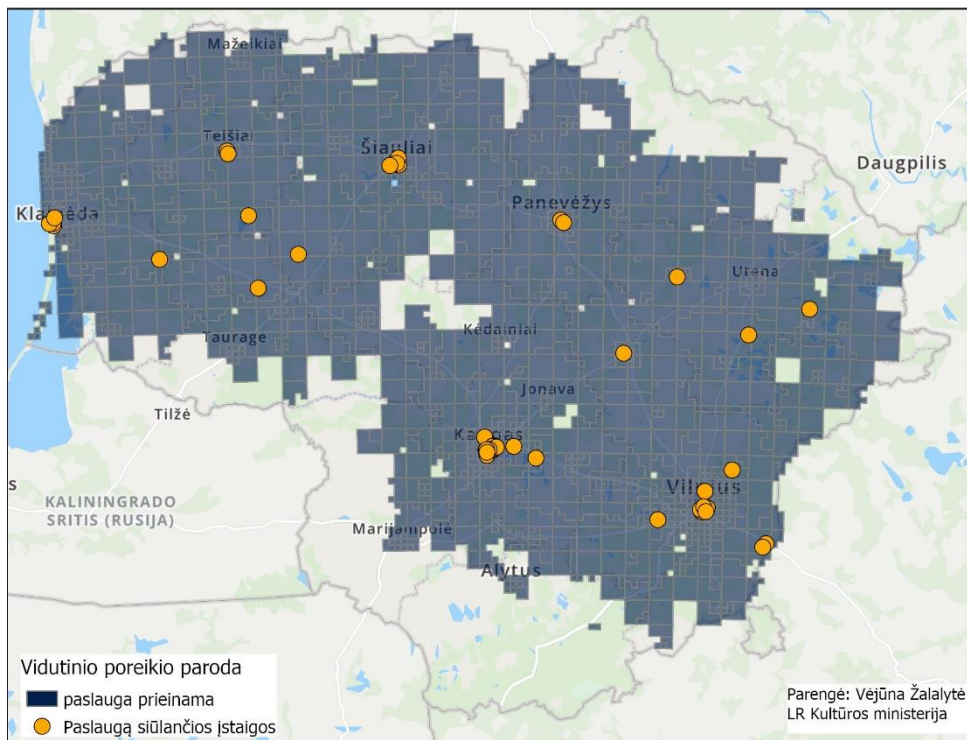 Mažeikiai
Telšiai
Šiauliai
Daugpilis
Klaipėda
Panevėžys
Utena
Kėdainiai
Tauragė
Jonava
Tilžė
Kaunas
Vilnius
s
KALININGRADO
SRITIS (RUSIJA)
Marijampolė
Alytus
Vidutinio poreikio paroda
paslauga prieinama
Paslaugą siūlančios įstaigos
Parengė: Vėjūna Žalalytė
LR Kultūros ministerija